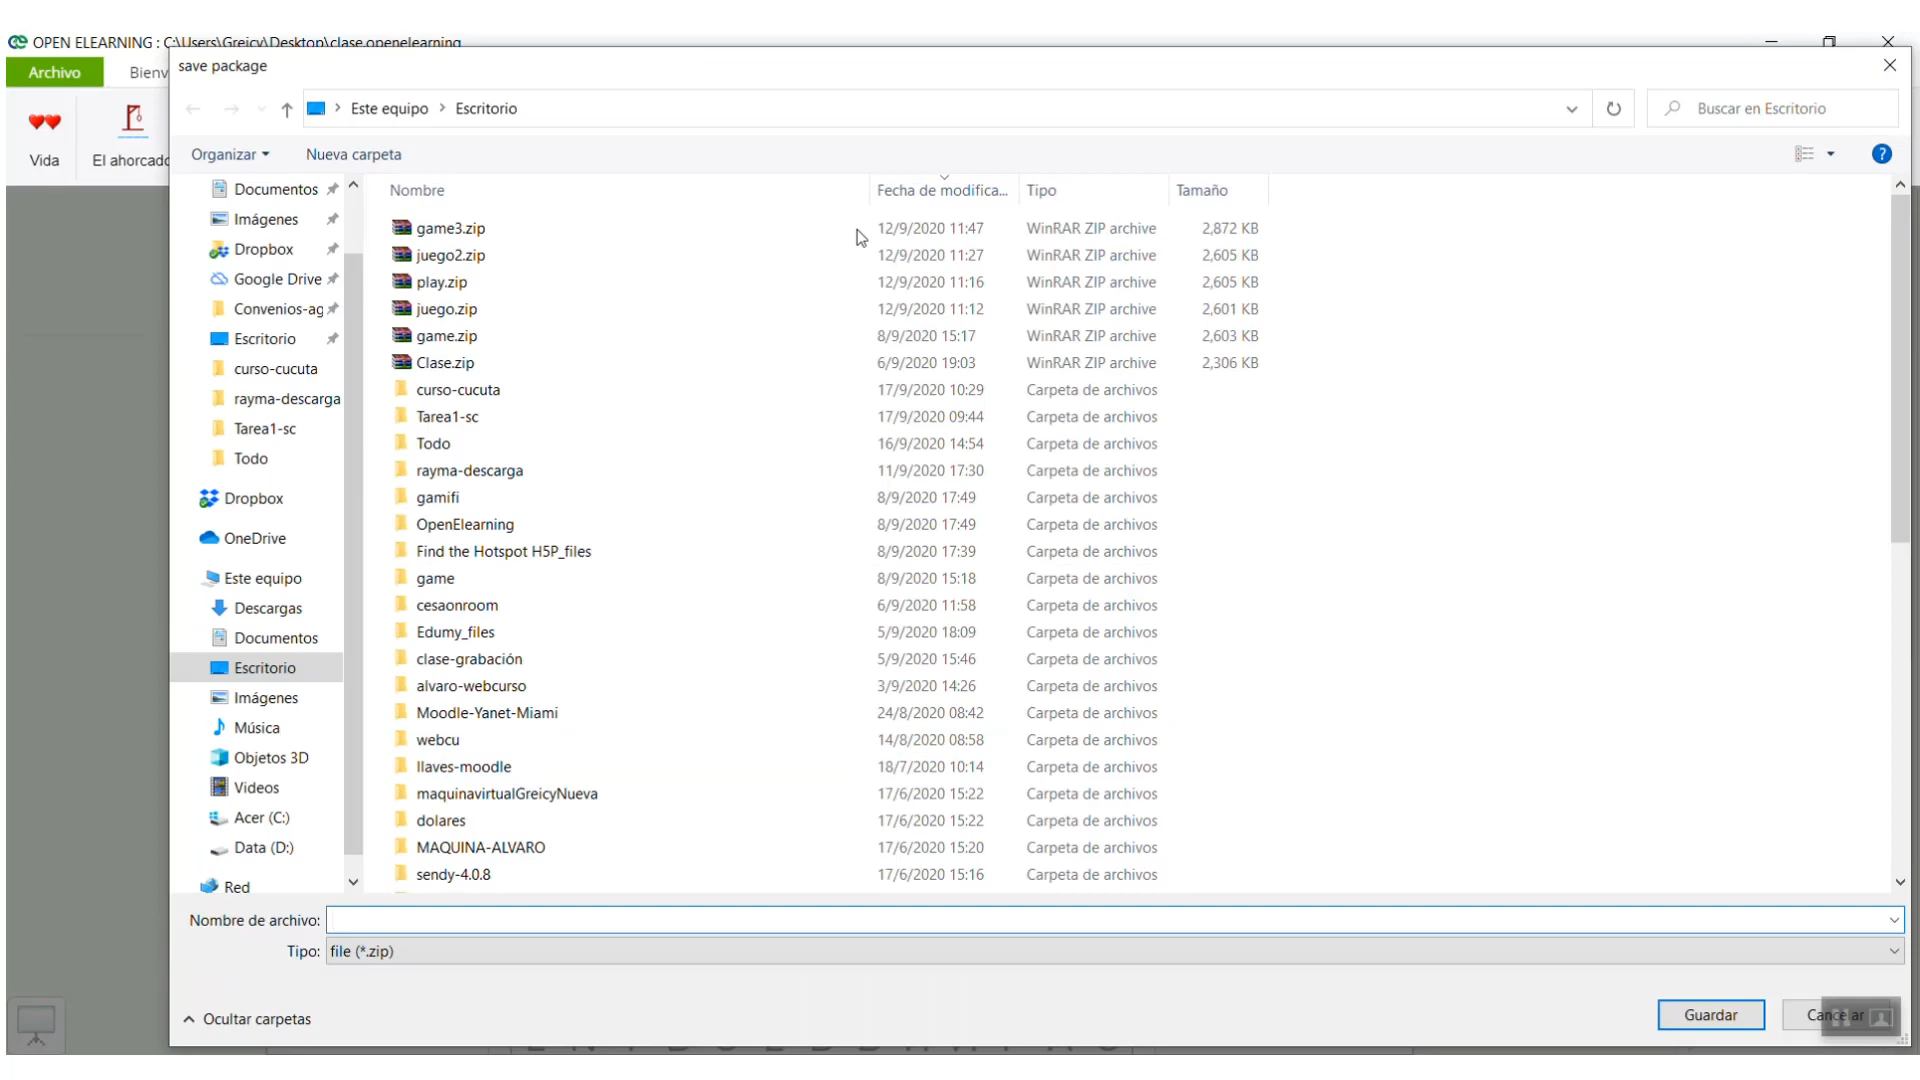 OPEN ELEARNING : C:\Users\Greicy\Desktop\clase.openelearning
save package
Archivo Bienv
Este equipo Escritorio Buscar en Escritorio
Vida El ahorcado
Organizar Nueva carpeta
Nombre Fecha de modifica... Tipo Tamaño
Documentos
Imágenes
Dropbox
Google Drive
Convenios-ag
Escritorio
curso-cucuta
rayma-descarga
Tarea1-sc
Todo
Dropbox
OneDrive
Este equipo
Descargas
Documentos
Escritorio
Imágenes
Música
Objetos 3D
Videos
Acer (C:)
Data (D:)
Red
game3.zip 12/9/2020 11:47 WinRAR ZIP archive 2,872 KB
juego2.zip 12/9/2020 11:27 WinRAR ZIP archive 2,605 KB
play.zip 12/9/2020 11:16 WinRAR ZIP archive 2,605 KB
juego.zip 12/9/2020 11:12 WinRAR ZIP archive 2,601 KB
game.zip 8/9/2020 15:17 WinRAR ZIP archive 2,603 KB
Clase.zip 6/9/2020 19:03 WinRAR ZIP archive 2,306 KB
curso-cucuta 17/9/2020 10:29 Carpeta de archivos
Tarea1-sc 17/9/2020 09:44 Carpeta de archivos
Todo 16/9/2020 14:54 Carpeta de archivos
rayma-descarga 11/9/2020 17:30 Carpeta de archivos
gamifi 8/9/2020 17:49 Carpeta de archivos
OpenElearning 8/9/2020 17:49 Carpeta de archivos
Find the Hotspot H5P_files 8/9/2020 17:39 Carpeta de archivos
game 8/9/2020 15:18 Carpeta de archivos
cesaonroom 6/9/2020 11:58 Carpeta de archivos
Edumy_files 5/9/2020 18:09 Carpeta de archivos
clase-grabación 5/9/2020 15:46 Carpeta de archivos
alvaro-webcurso 3/9/2020 14:26 Carpeta de archivos
Moodle-Yanet-Miami 24/8/2020 08:42 Carpeta de archivos
webcu 14/8/2020 08:58 Carpeta de archivos
llaves-moodle 18/7/2020 10:14 Carpeta de archivos
maquinavirtualGreicyNueva 17/6/2020 15:22 Carpeta de archivos
dolares 17/6/2020 15:22 Carpeta de archivos
MAQUINA-ALVARO 17/6/2020 15:20 Carpeta de archivos
sendy-4.0.8 17/6/2020 15:16 Carpeta de archivos
Nombre de archivo:
Tipo: file (*.zip)
Ocultar carpetas Guardar Cancelar